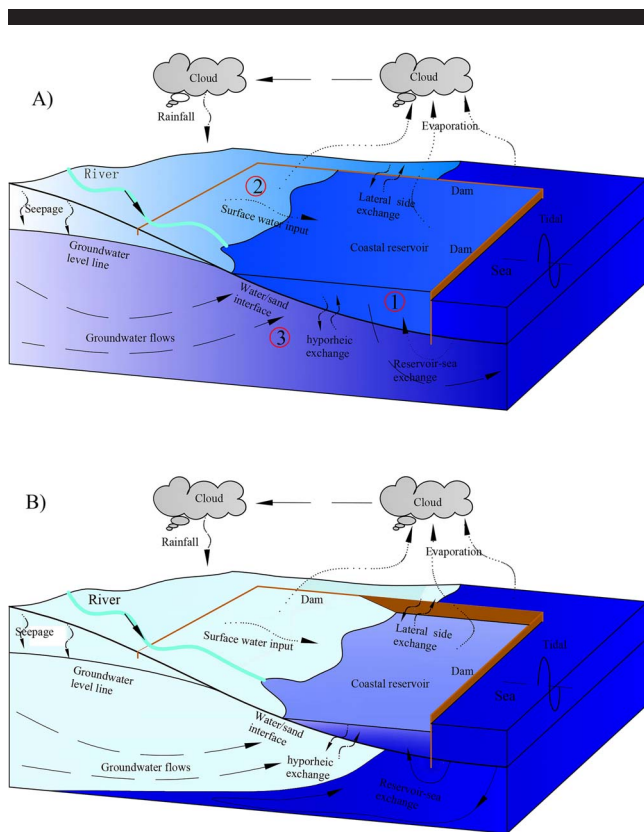 A)
Cloud
Cloud
Rainfall
Evaporation
River
2
Lateral side
exchange
Dam
Seepage
Surface water input
Tidal
Groundwater
level line
Coastal reservoir
Dam
Sea
Water/sand
interface
1
Groundwater flows
3
hyporheic
exchange
Reservoir-sea
exchange
B)
Cloud
Cloud
Rainfall
Evaporation
River
Dam
Seepage
Surface water input
Lateral side
exchange
Tidal
Groundwater
level line
Coastal reservoir
Dam
Sea
Water/sand
interface
Groundwater flows
hyporheic
exchange
Reservoir-sea
exchange